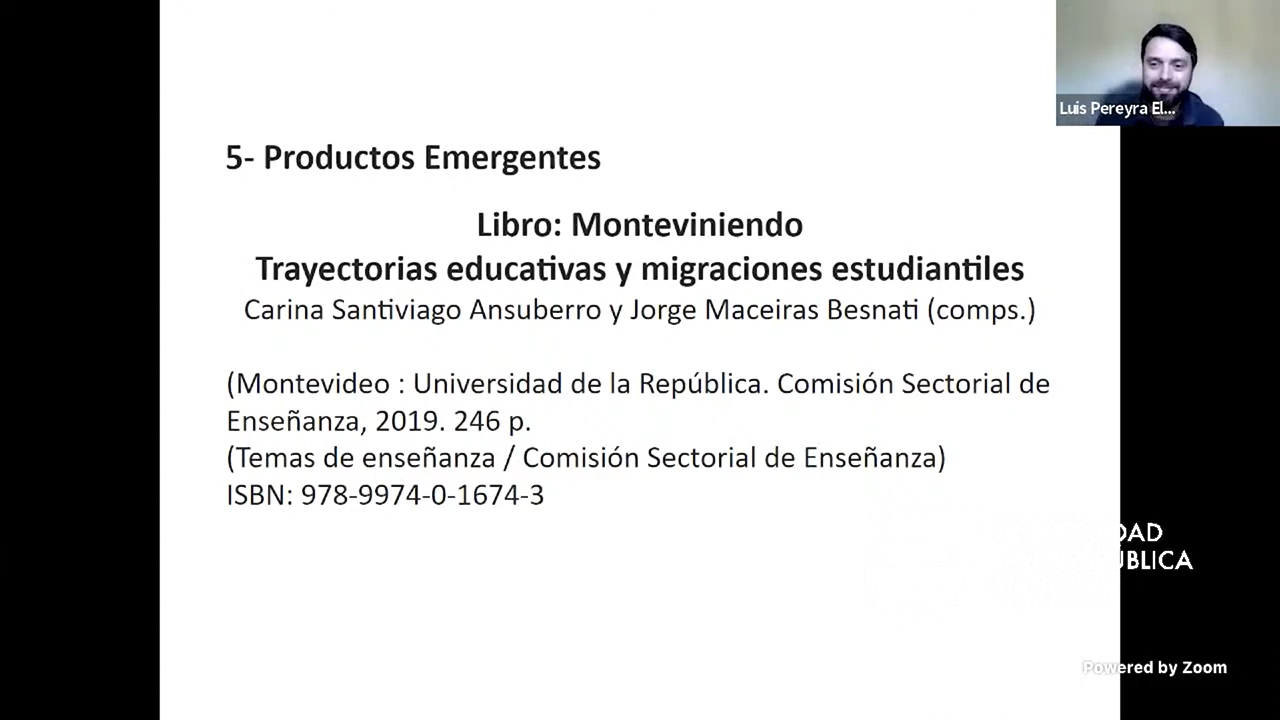 Luis Pereyra El...
5- Productos Emergentes
Libro: Monteviniendo
Trayectorias educativas y migraciones estudiantiles
Carina Santiviago Ansuberro y Jorge Maceiras Besnati (comps.)
(Montevideo : Universidad de la República. Comisión Sectorial de
Enseñanza, 2019. 246 p.
(Temas de enseñanza / Comisión Sectorial de Enseñanza)
ISBN: 978-9974-0-1674-3
DAD
ÚBLICA
Powered by Zoom